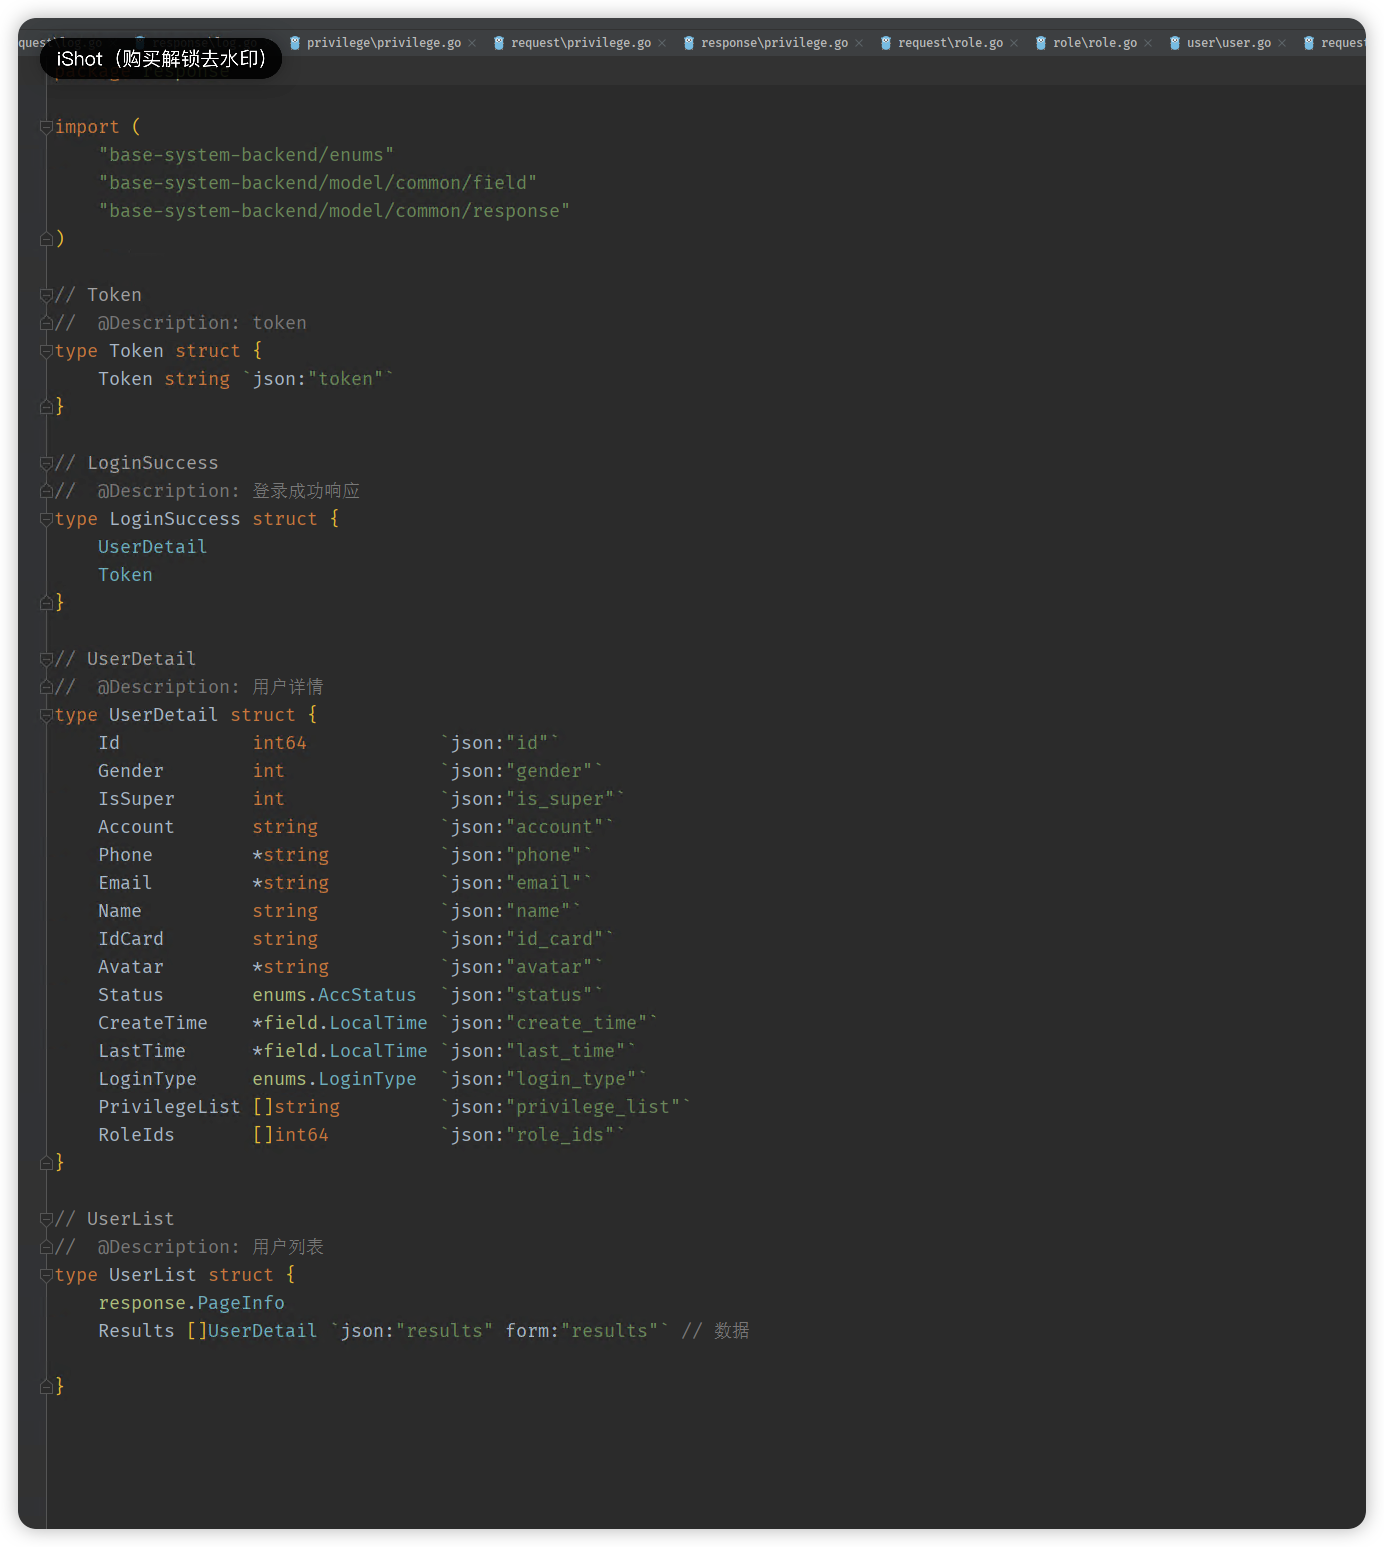 privilege\privilege.go × request\privilege.go × response\privilege.go × request\role.go × role\role.go × user\user.go ×
iShot（购买解锁去水印）
import (
"base-system-backend/enums"
"base-system-backend/model/common/field"
"base-system-backend/model/common/response"
)
// Token
//  @Description: token
type Token struct {
Token string `json:"token"`
}
// LoginSuccess
//  @Description: 登录成功响应
type LoginSuccess struct {
UserDetail
Token
}
// UserDetail
//  @Description: 用户详情
type UserDetail struct {
Id int64 `json:"id"`
Gender int `json:"gender"`
IsSuper int `json:"is_super"`
Account string `json:"account"`
Phone *string `json:"phone"`
Email *string `json:"email"`
Name string `json:"name"`
IdCard string `json:"id_card"`
Avatar *string `json:"avatar"`
Status enums.AccStatus `json:"status"`
CreateTime *field.LocalTime `json:"create_time"`
LastTime *field.LocalTime `json:"last_time"`
LoginType enums.LoginType `json:"login_type"`
PrivilegeList []string `json:"privilege_list"`
RoleIds []int64 `json:"role_ids"`
}
// UserList
//  @Description: 用户列表
type UserList struct {
response.PageInfo
Results []UserDetail `json:"results" form:"results"` // 数据
}